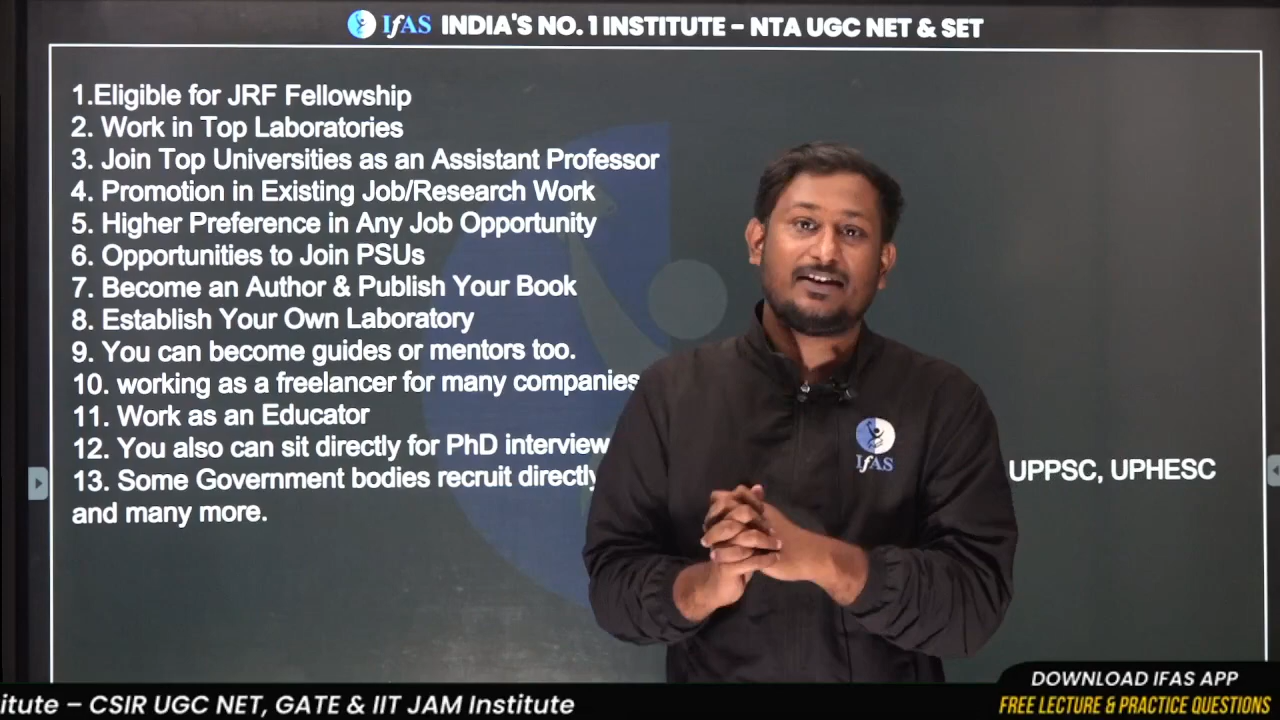 IfAS INDIA'S NO. 1 INSTITUTE – NTA UGC NET & SET
1.Eligible for JRF Fellowship
2. Work in Top Laboratories
3. Join Top Universities as an Assistant Professor
4. Promotion in Existing Job/Research Work
5. Higher Preference in Any Job Opportunity
6. Opportunities to Join PSUs
7. Become an Author & Publish Your Book
8. Establish Your Own Laboratory
9. You can become guides or mentors too.
10. working as a freelancer for many companies
11. Work as an Educator
12. You also can sit directly for PhD interview
13. Some Government bodies recruit directly UPPSC, UPHESC
and many more.
IfAS
DOWNLOAD IFAS APP
FREE LECTURE & PRACTICE QUESTIONS
itute – CSIR UGC NET, GATE & IIT JAM Institute